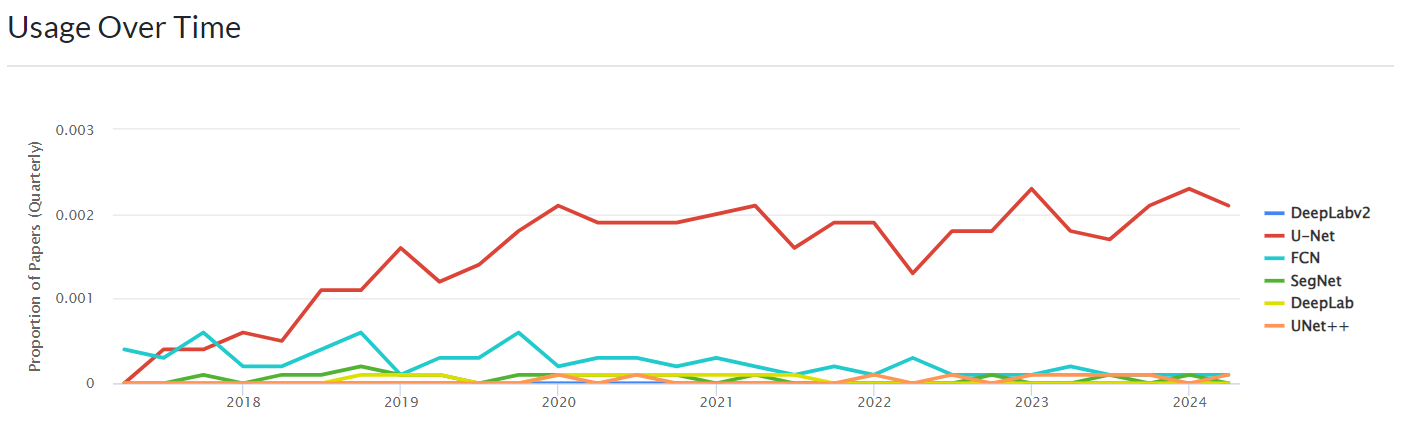 Usage Over Time
Proportion of Papers (Quarterly)
0.003
0.002
0.001
0
2018 2019 2020 2021 2022 2023 2024
DeepLabv2
U-Net
FCN
SegNet
DeepLab
UNet++